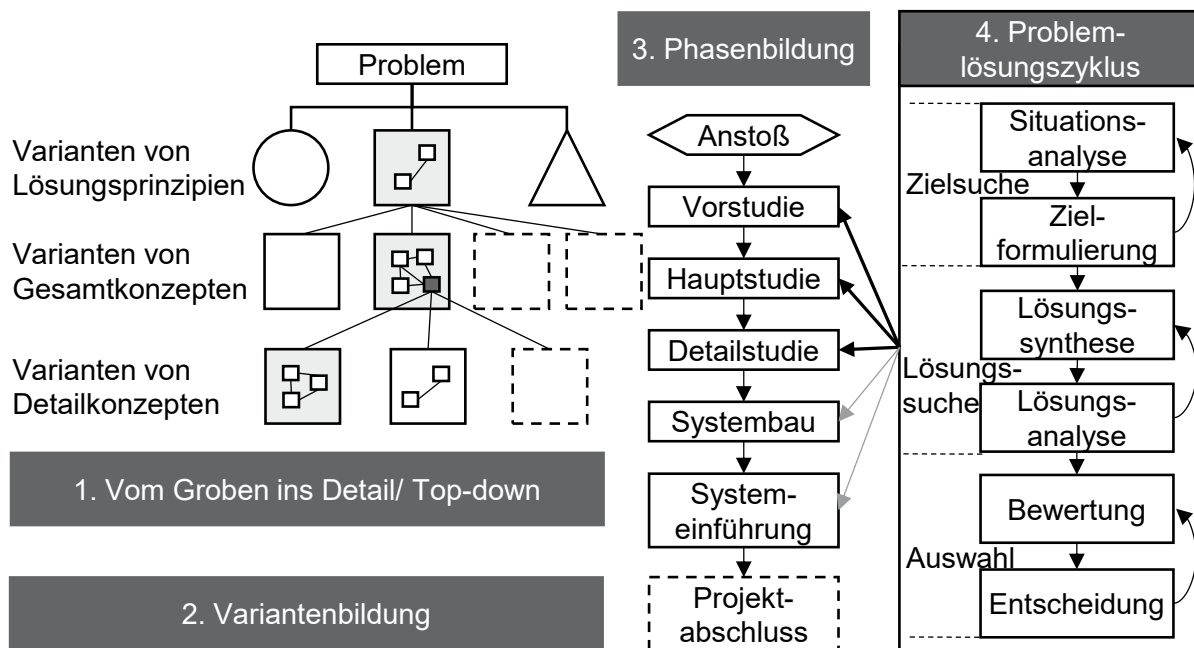 Problem
Varianten von
Lösungsprinzipien
Varianten von
Gesamtkonzepten
Varianten von
Detailkonzepten
1. Vom Groben ins Detail/ Top-down
2. Variantenbildung
3. Phasenbildung
Anstoß
Vorstudie
Hauptstudie
Detailstudie
Systembau
System-
einführung
Projekt-
abschluss
4. Problem-
lösungszyklus
Zielsuche
Situations-
analyse
Ziel-
formulierung
Lösungs-
suche
Lösungs-
synthese
Lösungs-
analyse
Auswahl
Bewertung
Entscheidung